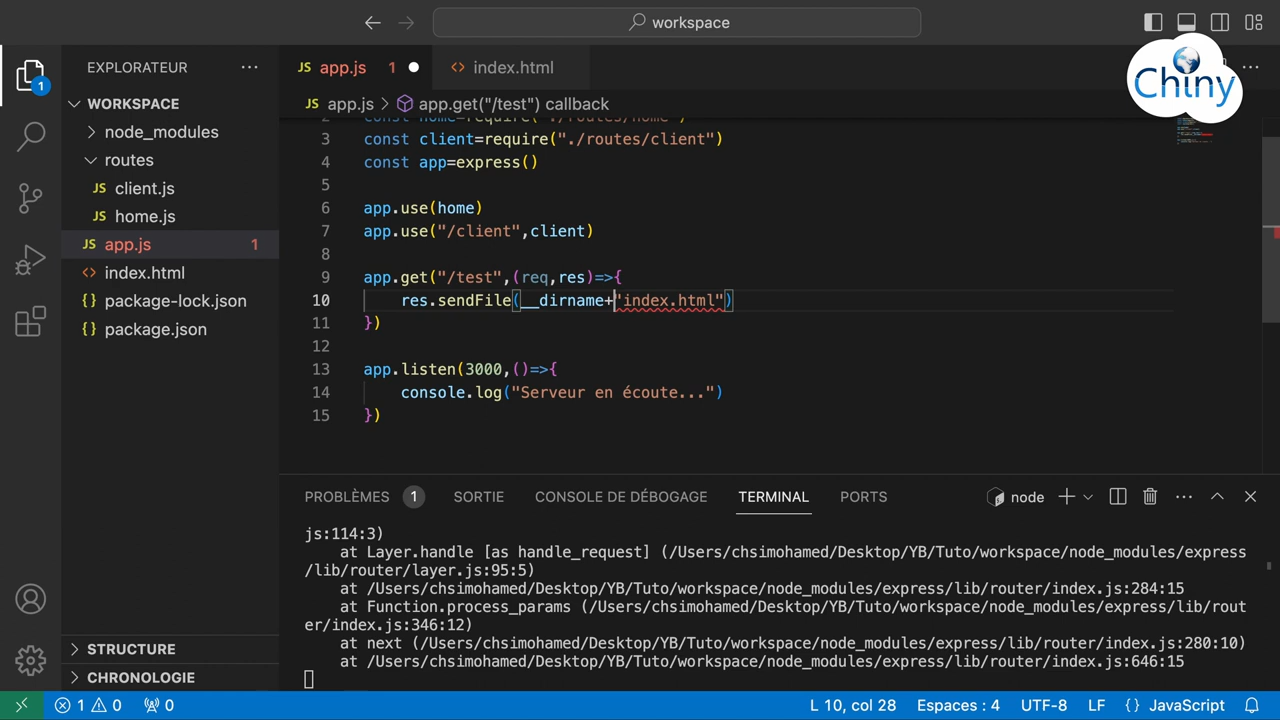 workspace
Chiny
EXPLORATEUR
WORKSPACE
node_modules
routes
JS client.js
JS home.js
JS app.js 1
<> index.html
{} package-lock.json
{} package.json
STRUCTURE
CHRONOLOGIE
1
JS app.js 1
<> index.html
JS app.js > app.get("/test") callback
2 const home=require("./routes/home")
3 const client=require("./routes/client")
4 const app=express()
5
6 app.use(home)
7 app.use("/client",client)
8
9 app.get("/test",(req,res)=>{
10 res.sendFile(__dirname+"index.html")
11 })
12
13 app.listen(3000,()=>{
14 console.log("Serveur en écoute...")
15 })
PROBLÈMES 1 SORTIE CONSOLE DE DÉBOGAGE TERMINAL PORTS node
js:114:3)
at Layer.handle [as handle_request] (/Users/chsimohamed/Desktop/YB/Tuto/workspace/node_modules/express
/lib/router/layer.js:95:5)
at /Users/chsimohamed/Desktop/YB/Tuto/workspace/node_modules/express/lib/router/index.js:284:15
at Function.process_params (/Users/chsimohamed/Desktop/YB/Tuto/workspace/node_modules/express/lib/rout
er/index.js:346:12)
at next (/Users/chsimohamed/Desktop/YB/Tuto/workspace/node_modules/express/lib/router/index.js:280:10)
at /Users/chsimohamed/Desktop/YB/Tuto/workspace/node_modules/express/lib/router/index.js:646:15
1 0 0 L 10, col 28 Espaces : 4 UTF-8 LF {} JavaScript